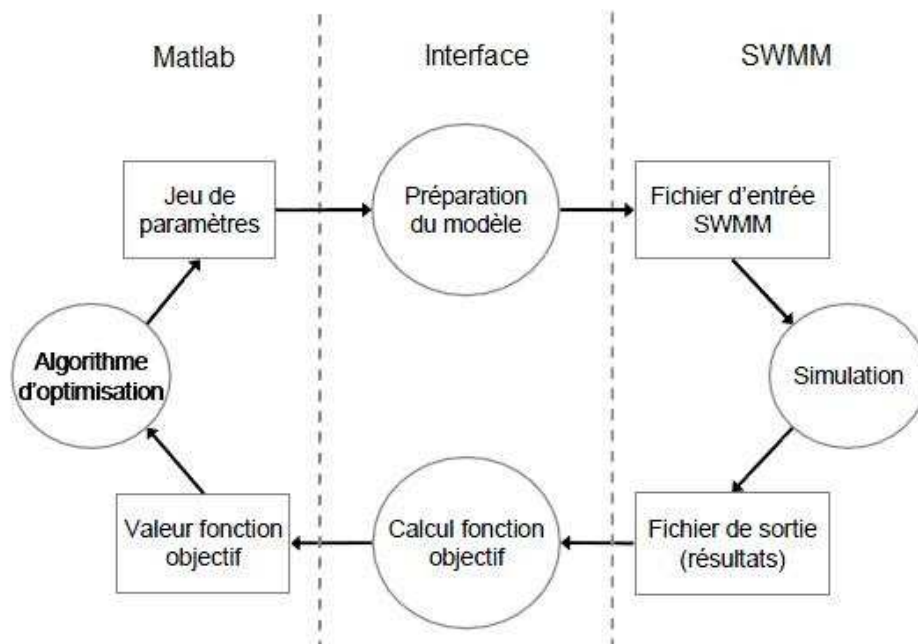 Matlab
Interface
SWMM
Jeu de
paramètres
Préparation
du modèle
Fichier d'entrée
SWMM
Algorithme
d'optimisation
Simulation
Valeur fonction
objectif
Calcul fonction
objectif
Fichier de sortie
(résultats)